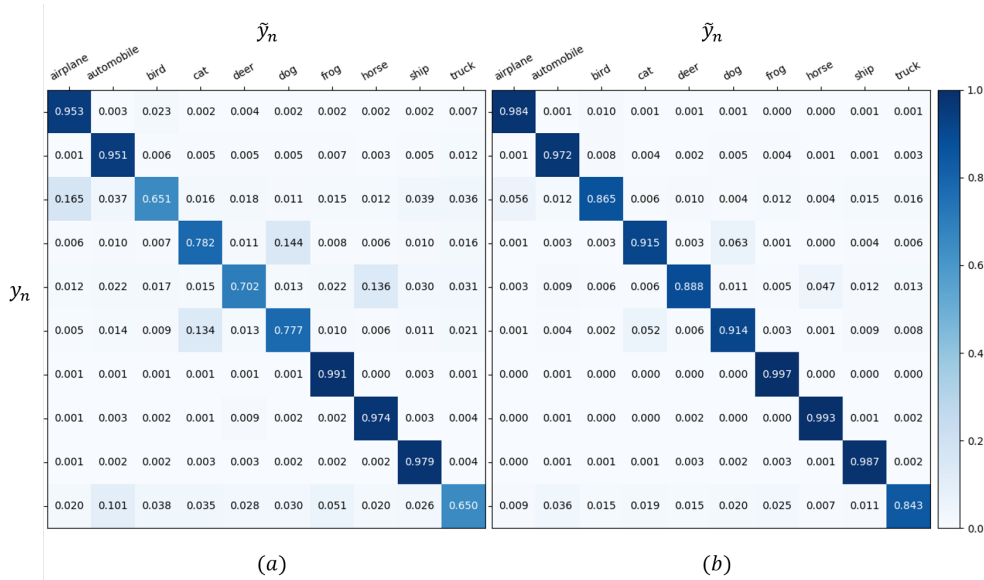 ỹₙ ỹₙ
airplane automobile bird cat deer dog frog horse ship truck airplane automobile bird cat deer dog frog horse ship truck
0.953 0.003 0.023 0.002 0.004 0.002 0.002 0.002 0.002 0.007 0.984 0.001 0.010 0.001 0.001 0.001 0.000 0.000 0.001 0.001 1.0
0.001 0.951 0.006 0.005 0.005 0.005 0.007 0.003 0.005 0.012 0.001 0.972 0.008 0.004 0.002 0.005 0.004 0.001 0.001 0.003
0.8
0.165 0.037 0.651 0.016 0.018 0.011 0.015 0.012 0.039 0.036 0.056 0.012 0.865 0.006 0.010 0.004 0.012 0.004 0.015 0.016
0.006 0.010 0.007 0.782 0.011 0.144 0.008 0.006 0.010 0.016 0.001 0.003 0.003 0.915 0.003 0.063 0.001 0.000 0.004 0.006
0.6
yₙ 0.012 0.022 0.017 0.015 0.702 0.013 0.022 0.136 0.030 0.031 0.003 0.009 0.006 0.006 0.888 0.011 0.005 0.047 0.012 0.013
0.005 0.014 0.009 0.134 0.013 0.777 0.010 0.006 0.011 0.021 0.001 0.004 0.002 0.052 0.006 0.914 0.003 0.001 0.009 0.008
0.4
0.001 0.001 0.001 0.001 0.001 0.001 0.991 0.000 0.003 0.001 0.000 0.001 0.000 0.000 0.000 0.000 0.997 0.000 0.000 0.000
0.001 0.003 0.002 0.001 0.009 0.002 0.002 0.974 0.003 0.004 0.000 0.001 0.000 0.000 0.002 0.000 0.000 0.993 0.001 0.002
0.2
0.001 0.002 0.002 0.003 0.003 0.002 0.002 0.002 0.979 0.004 0.000 0.001 0.001 0.001 0.003 0.002 0.003 0.001 0.987 0.002
0.020 0.101 0.038 0.035 0.028 0.030 0.051 0.020 0.026 0.650 0.009 0.036 0.015 0.019 0.015 0.020 0.025 0.007 0.011 0.843
0.0
(a) (b)